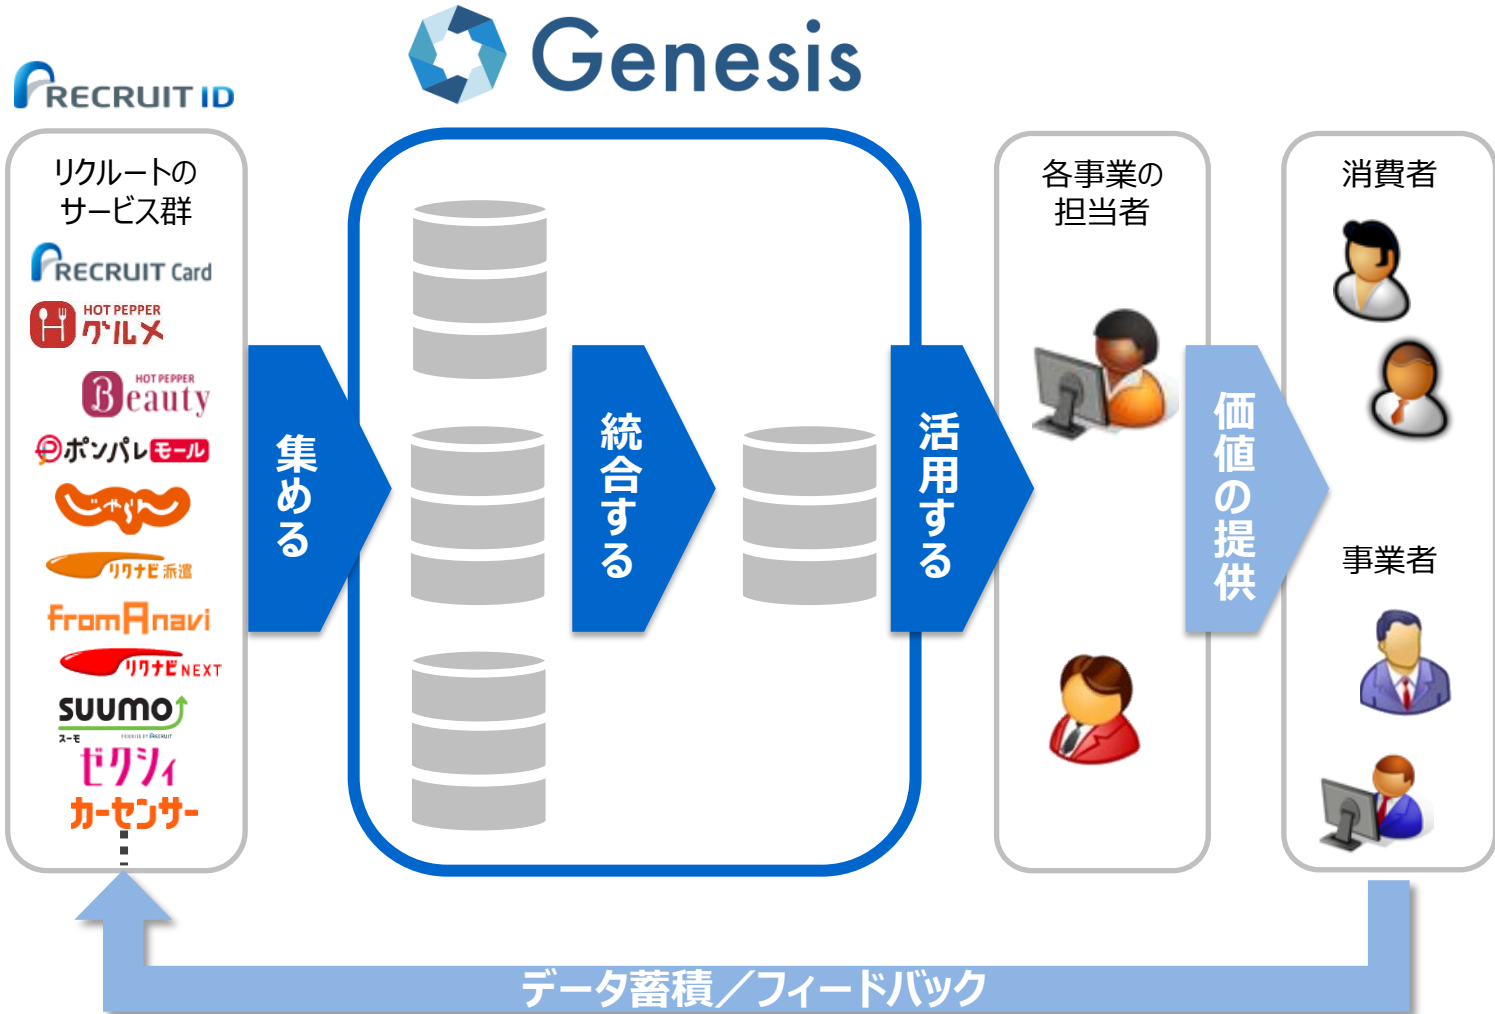 Genesis
RECRUIT ID
リクルートの
サービス群
RECRUIT Card
HOT PEPPER
グルメ
HOT PEPPER
Beauty
ポンパレモール
じゃらん
リクナビ派遣
fromAnavi
リクナビNEXT
SUUMO
スーモ
PRODUCED BY RECRUIT
ゼクシィ
カーセンサー
集める
統合する
活用する
各事業の
担当者
価値の提供
消費者
事業者
データ蓄積／フィードバック